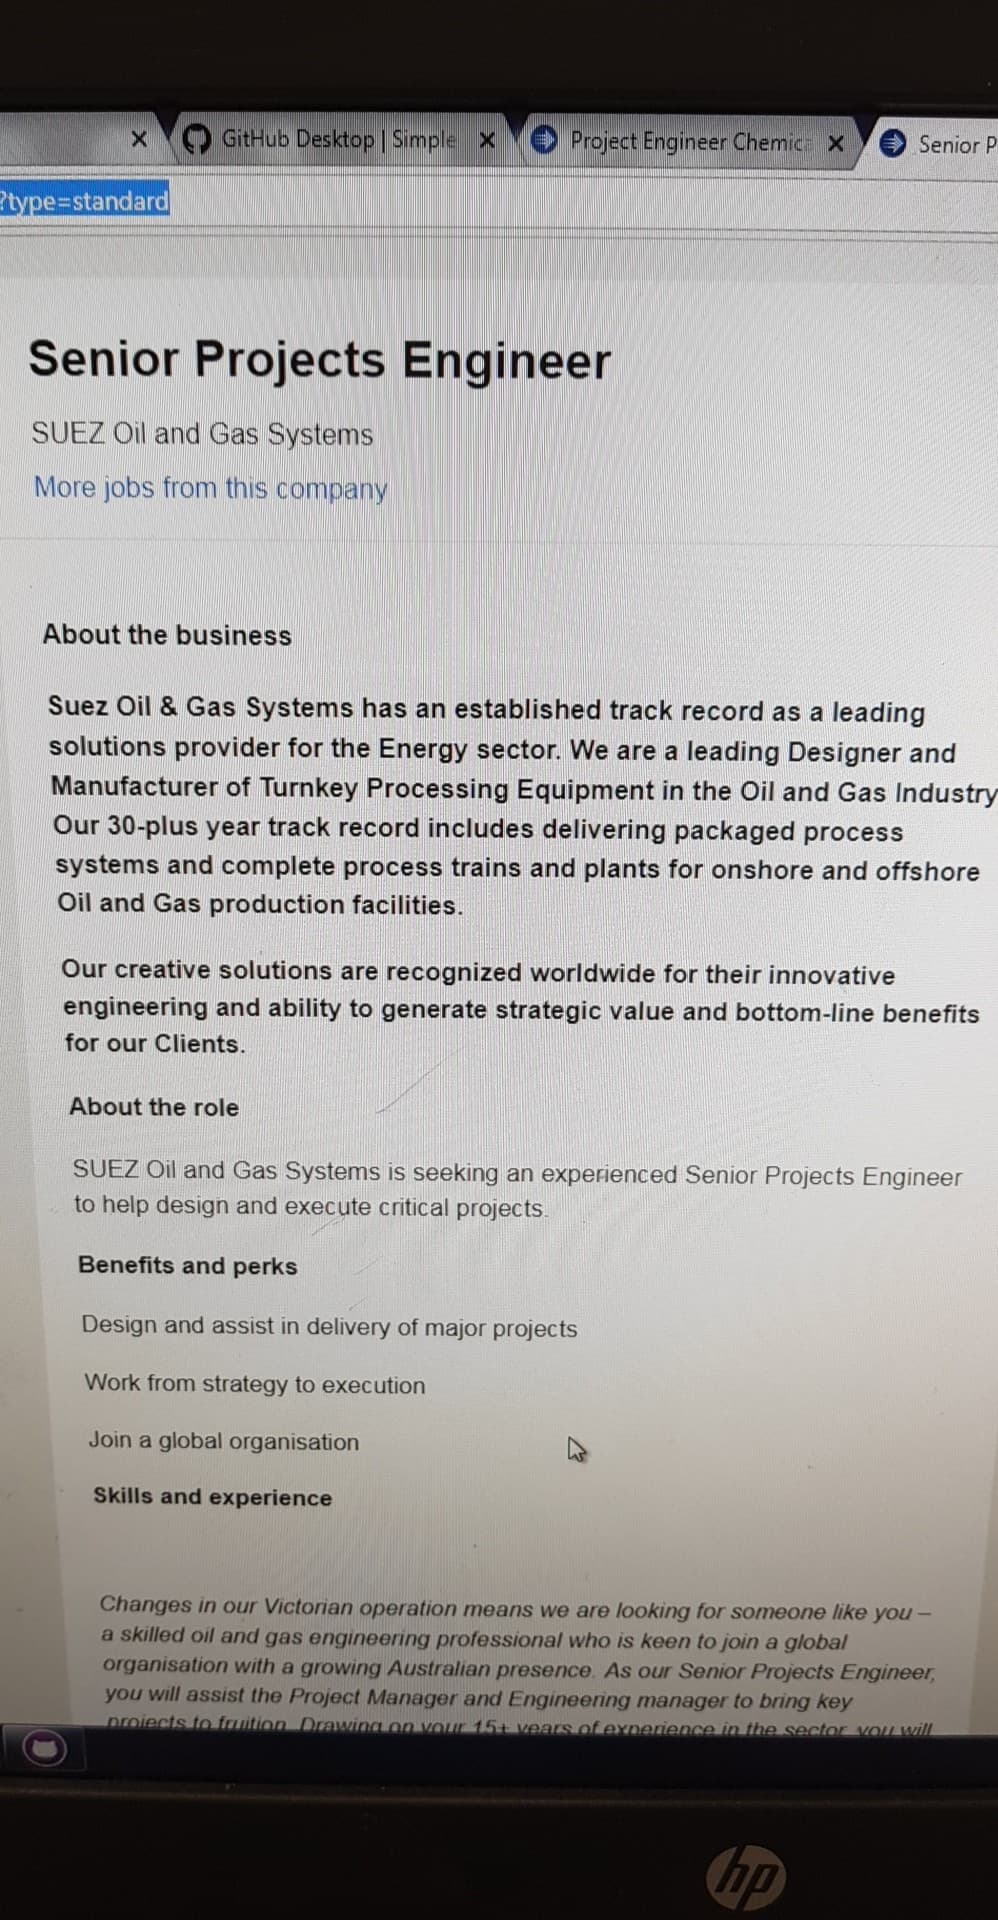 GitHub Desktop | Simple
Project Engineer Chemic
Senior P
?type=standard
Senior Projects Engineer
SUEZ Oil and Gas Systems
More jobs from this company
About the business
Suez Oil & Gas Systems has an established track record as a leading
solutions provider for the Energy sector. We are a leading Designer and
Manufacturer of Turnkey Processing Equipment in the Oil and Gas Industry
Our 30-plus year track record includes delivering packaged process
systems and complete process trains and plants for onshore and offshore
Oil and Gas production facilities.
Our creative solutions are recognized worldwide for their innovative
engineering and ability to generate strategic value and bottom-line benefits
for our Clients.
About the role
SUEZ Oil and Gas Systems is seeking an experienced Senior Projects Engineer
to help design and execute critical projects.
Benefits and perks
Design and assist in delivery of major projects
Work from strategy to execution
Join a global organisation
Skills and experience
Changes in our Victorian operation means we are looking for someone like you –
a skilled oil and gas engineering professional who is keen to join a global
organisation with a growing Australian presence. As our Senior Projects Engineer,
you will assist the Project Manager and Engineering manager to bring key
projects to fruition. Drawing on your 15+ years of experience in the sector you will
hp